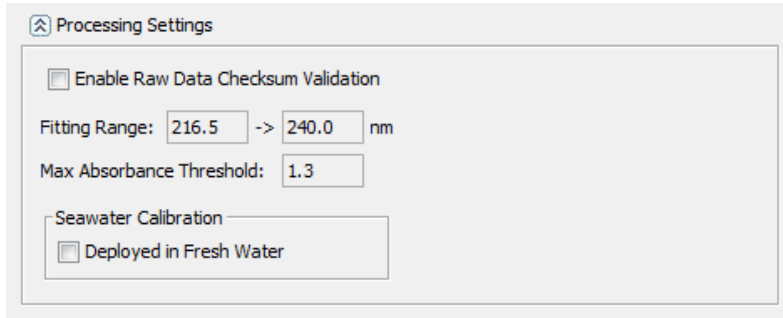 Processing Settings
Enable Raw Data Checksum Validation
Fitting Range: 216.5 -> 240.0 nm
Max Absorbance Threshold: 1.3
Seawater Calibration
Deployed in Fresh Water